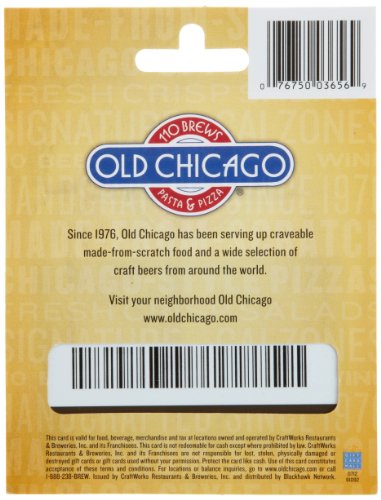 0 76750 03656 9
110 BREWS
OLD CHICAGO
PASTA & PIZZA
®
Since 1976, Old Chicago has been serving up craveable
made-from-scratch food and a wide selection of
craft beers from around the world.
Visit your neighborhood Old Chicago
www.oldchicago.com
This card is valid for food, beverage, merchandise and tax at locations owned and operated by CraftWorks Restaurants
& Breweries, Inc. and its Franchisees. This card is not redeemable for cash except where prohibited by law. CraftWorks
Restaurants & Breweries, Inc. and its Franchisees are not responsible for lost, stolen, physically damaged or
destroyed gift cards or gift cards used without your permission. Protect this Card like cash. Use of this card constitutes
acceptance of these terms and conditions. For locations or balance inquiries, go to www.oldchicago.com or call
1-888-238-BREW. Issued by CraftWorks Restaurants & Breweries, Inc. and distributed by Blackhawk Network.
GIFT
CARD
MALL